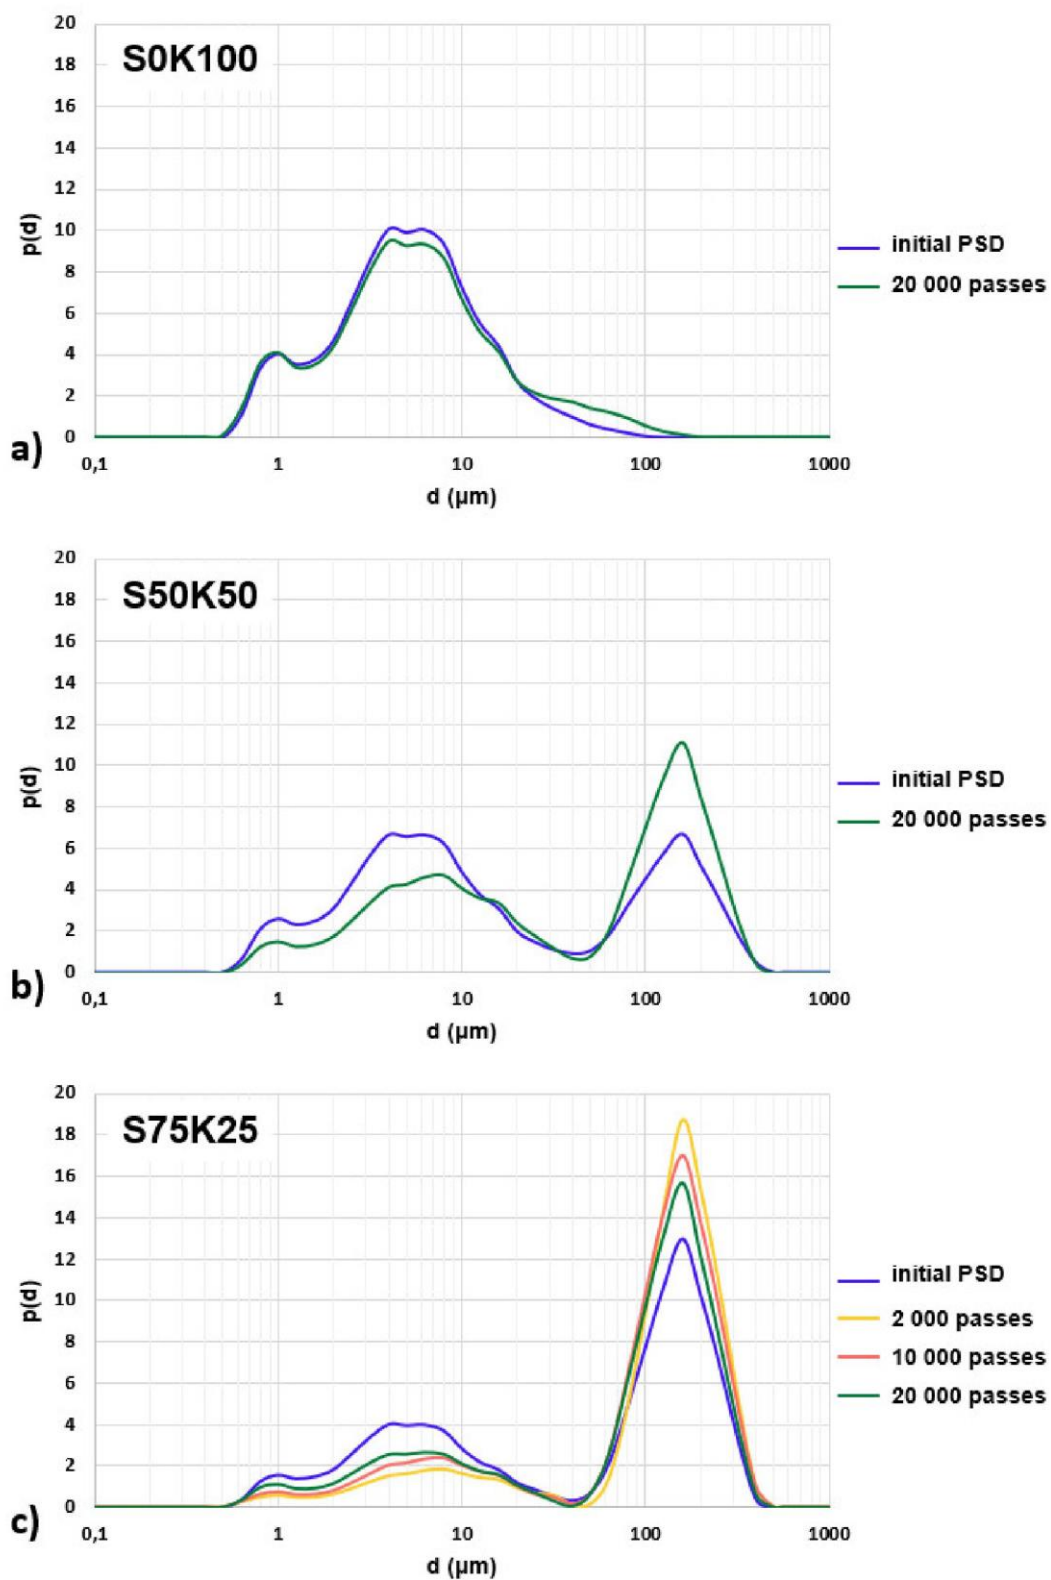 20
S0K100
18
16
14
12
p(d)
10
initial PSD
8
20 000 passes
6
4
2
0
a)
0,1 1 10 100 1000
d (µm)
20
S50K50
18
16
14
12
p(d)
10
initial PSD
8
20 000 passes
6
4
2
0
b)
0,1 1 10 100 1000
d (µm)
20
S75K25
18
16
14
12
p(d)
initial PSD
10
2 000 passes
8
10 000 passes
6
20 000 passes
4
2
0
c)
0,1 1 10 100 1000
d (µm)